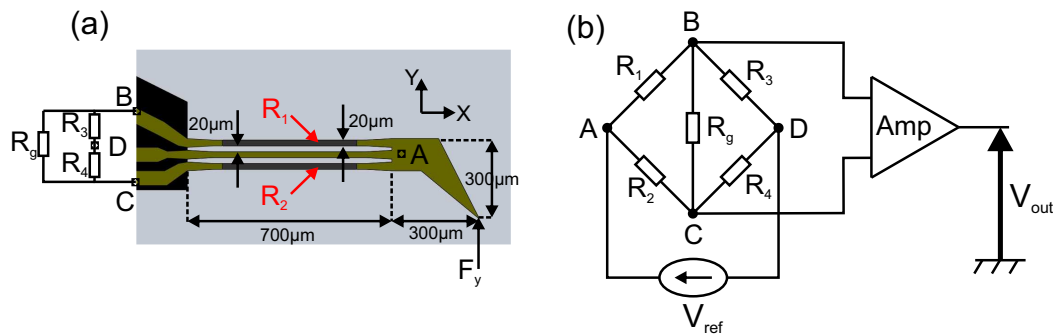 (a)
B
R3
Rg
D
R4
C
20μm
R1
20μm
Y
X
A
R2
300μm
700μm
300μm
Fy
(b)
B
R1
R3
A
Rg
D
Amp
R2
R4
C
Vout
Vref